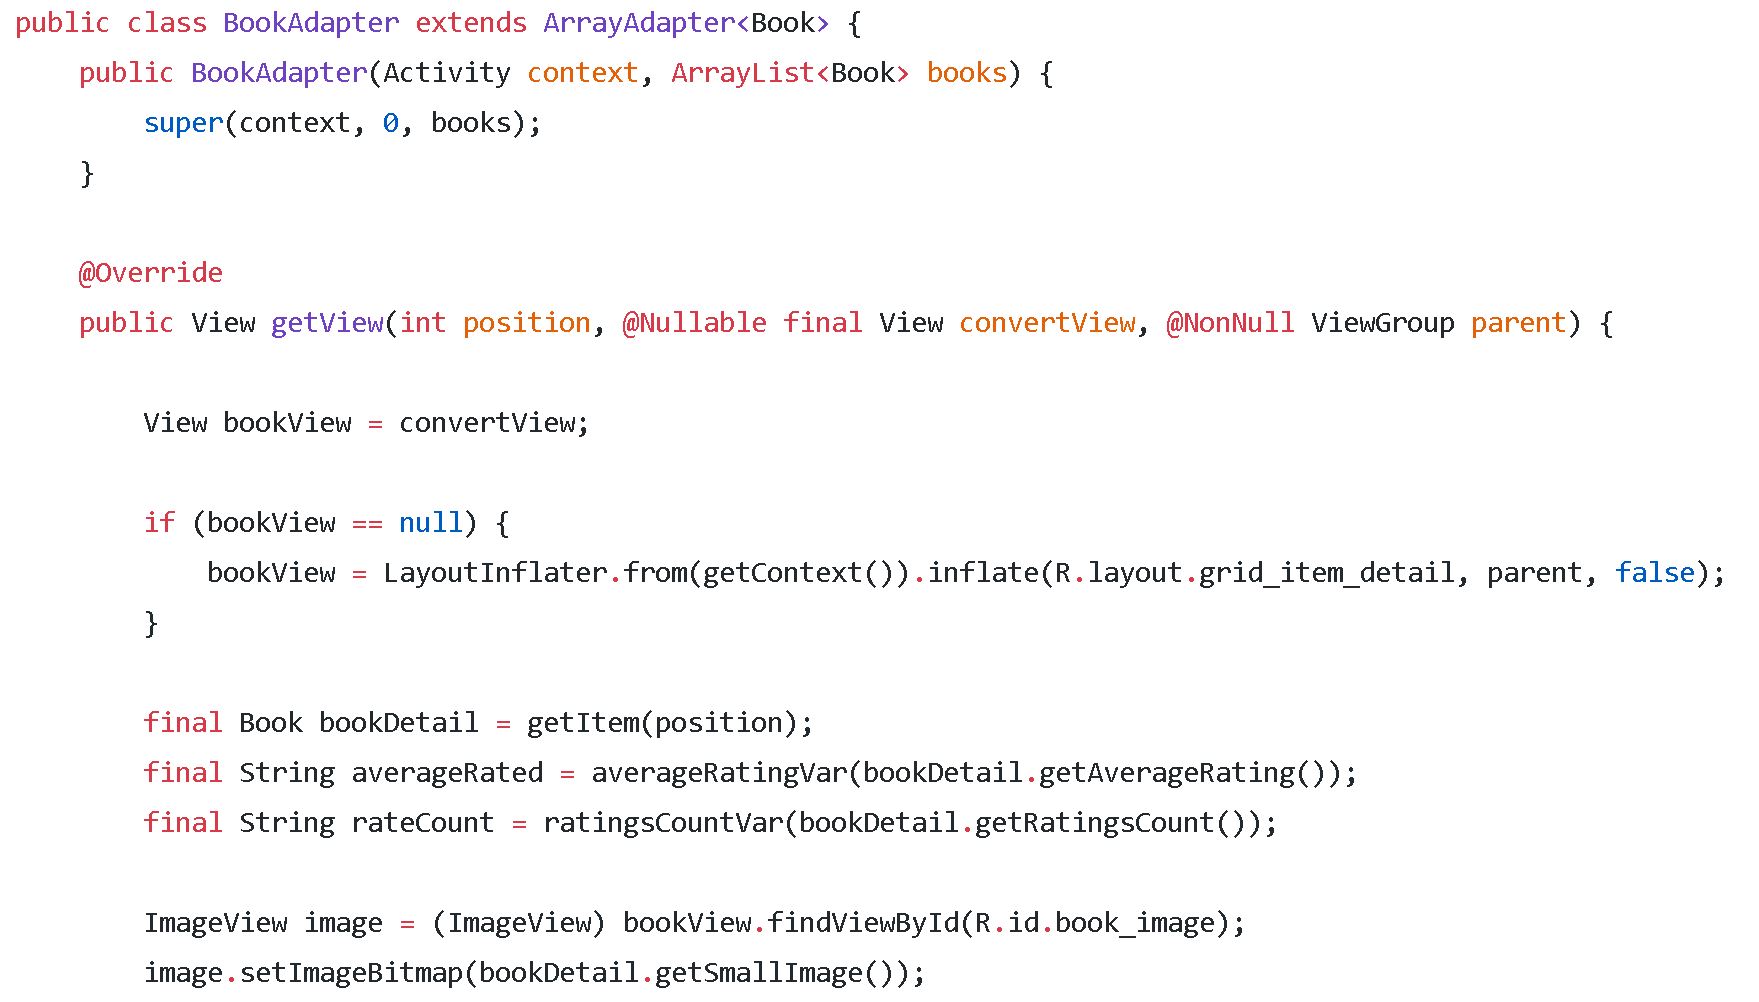 public class BookAdapter extends ArrayAdapter<Book> {
    public BookAdapter(Activity context, ArrayList<Book> books) {
        super(context, 0, books);
    }
@Override
    public View getView(int position, @Nullable final View convertView, @NonNull ViewGroup parent) {
        View bookView = convertView;
        if (bookView == null) {
            bookView = LayoutInflater.from(getContext()).inflate(R.layout.grid_item_detail, parent, false);
        }
        final Book bookDetail = getItem(position);
        final String averageRated = averageRatingVar(bookDetail.getAverageRating());
        final String rateCount = ratingsCountVar(bookDetail.getRatingsCount());
        ImageView image = (ImageView) bookView.findViewById(R.id.book_image);
        image.setImageBitmap(bookDetail.getSmallImage());